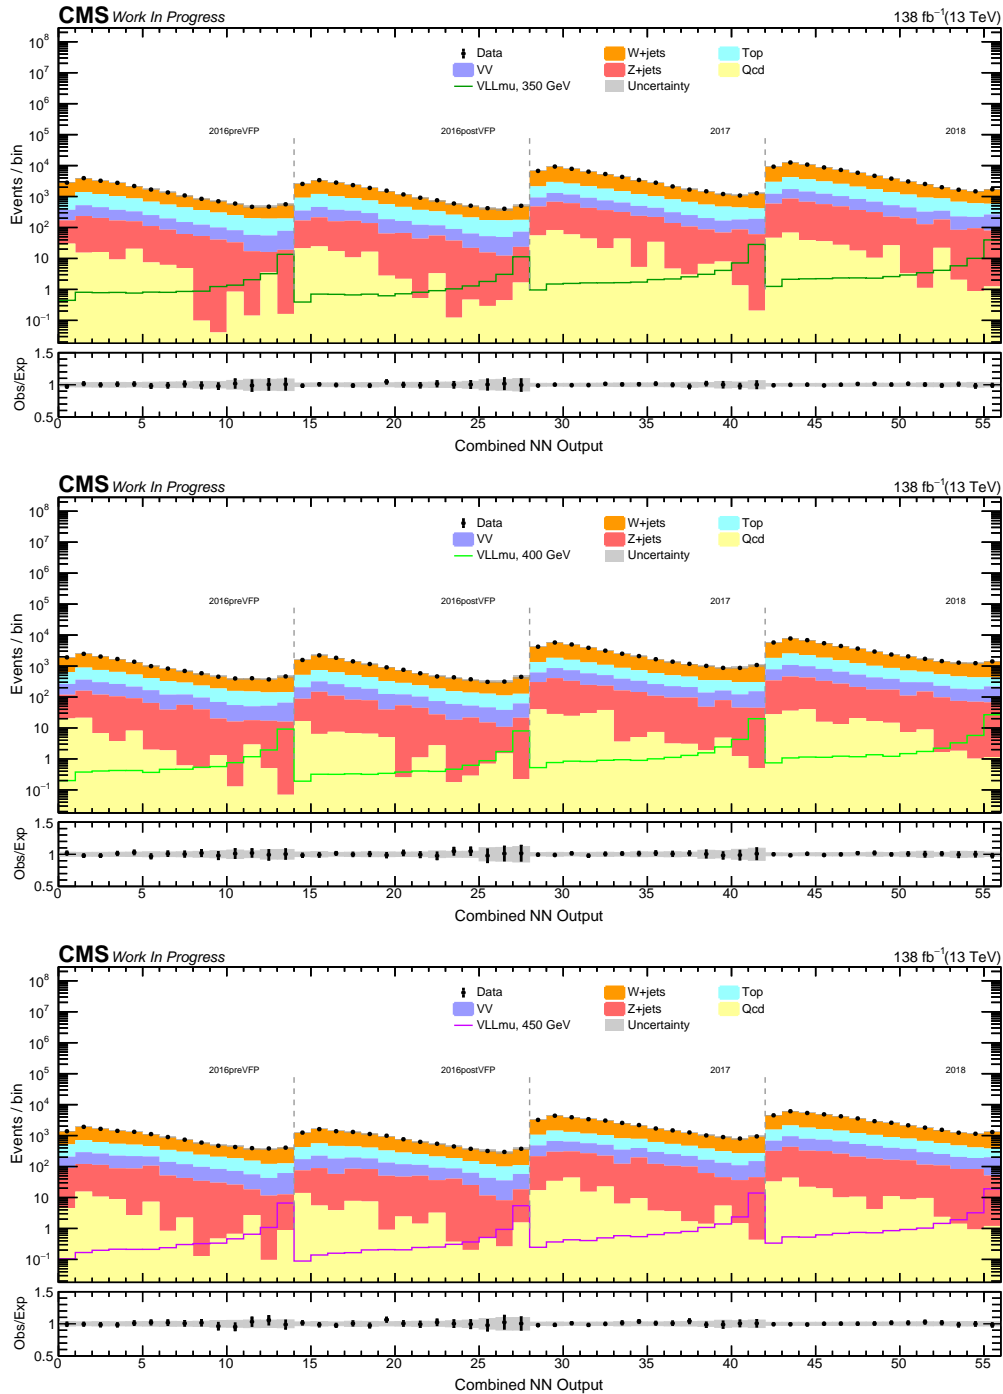 CMS Work In Progress 138 fb⁻¹(13 TeV)
Events / bin
10⁸
10⁷
10⁶
10⁵
10⁴
10³
10²
10
1
10⁻¹
Data W+jets Top
VV Z+jets Qcd
VLLmu, 350 GeV Uncertainty
2016preVFP 2016postVFP 2017 2018
Obs/Exp
1.5
1
0.5
0 5 10 15 20 25 30 35 40 45 50 55
Combined NN Output
CMS Work In Progress 138 fb⁻¹(13 TeV)
Events / bin
10⁸
10⁷
10⁶
10⁵
10⁴
10³
10²
10
1
10⁻¹
Data W+jets Top
VV Z+jets Qcd
VLLmu, 400 GeV Uncertainty
2016preVFP 2016postVFP 2017 2018
Obs/Exp
1.5
1
0.5
0 5 10 15 20 25 30 35 40 45 50 55
Combined NN Output
CMS Work In Progress 138 fb⁻¹(13 TeV)
Events / bin
10⁸
10⁷
10⁶
10⁵
10⁴
10³
10²
10
1
10⁻¹
Data W+jets Top
VV Z+jets Qcd
VLLmu, 450 GeV Uncertainty
2016preVFP 2016postVFP 2017 2018
Obs/Exp
1.5
1
0.5
0 5 10 15 20 25 30 35 40 45 50 55
Combined NN Output